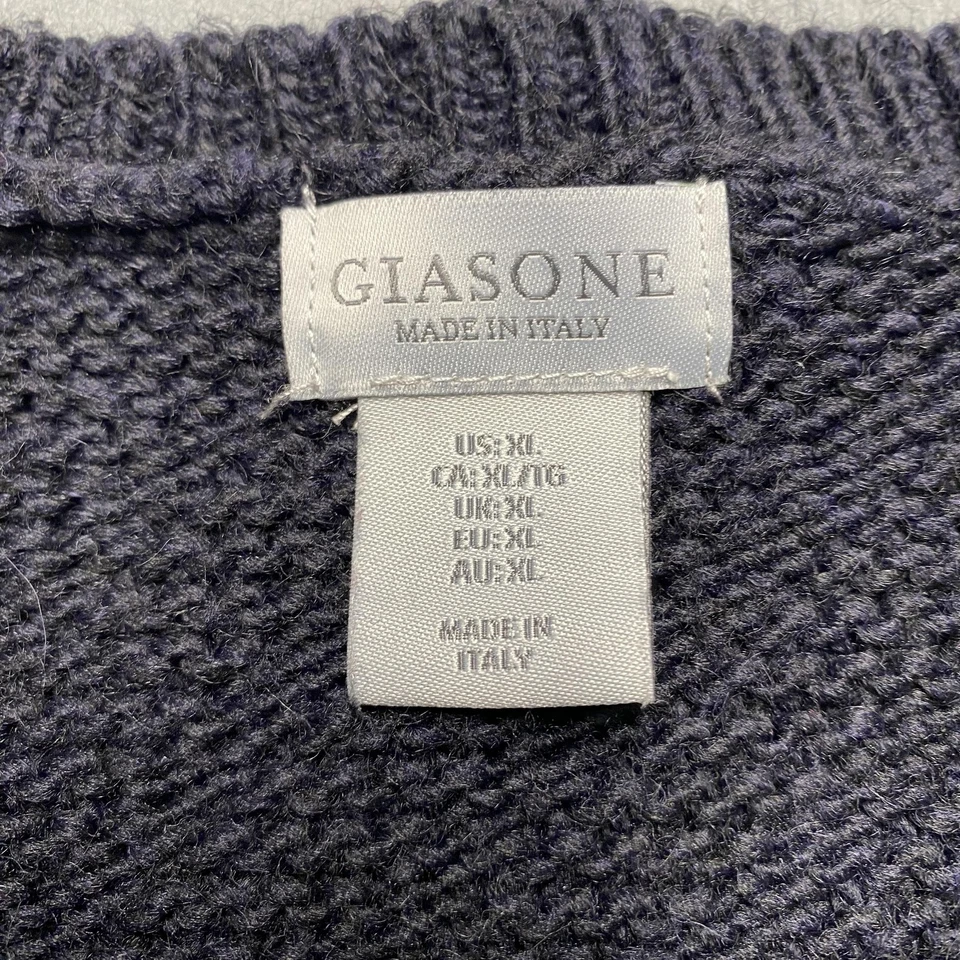 GIASONE
MADE IN ITALY
US: XL
CA: XL/TG
UK: XL
EU: XL
AU: XL
MADE IN
ITALY